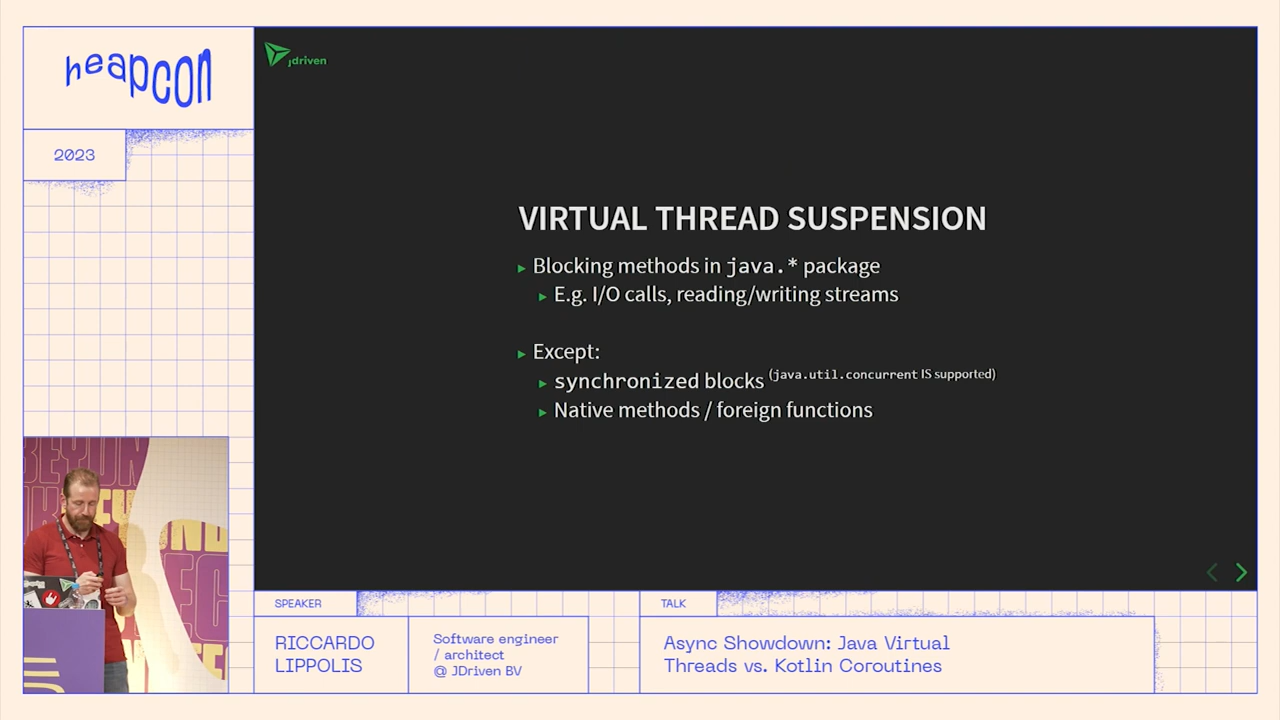 heapcon
2023
jdriven
VIRTUAL THREAD SUSPENSION
Blocking methods in java.* package
E.g. I/O calls, reading/writing streams
Except:
synchronized blocks (java.util.concurrent IS supported)
Native methods / foreign functions
SPEAKER
RICCARDO
LIPPOLIS
Software engineer
/ architect
@ JDriven BV
TALK
Async Showdown: Java Virtual
Threads vs. Kotlin Coroutines